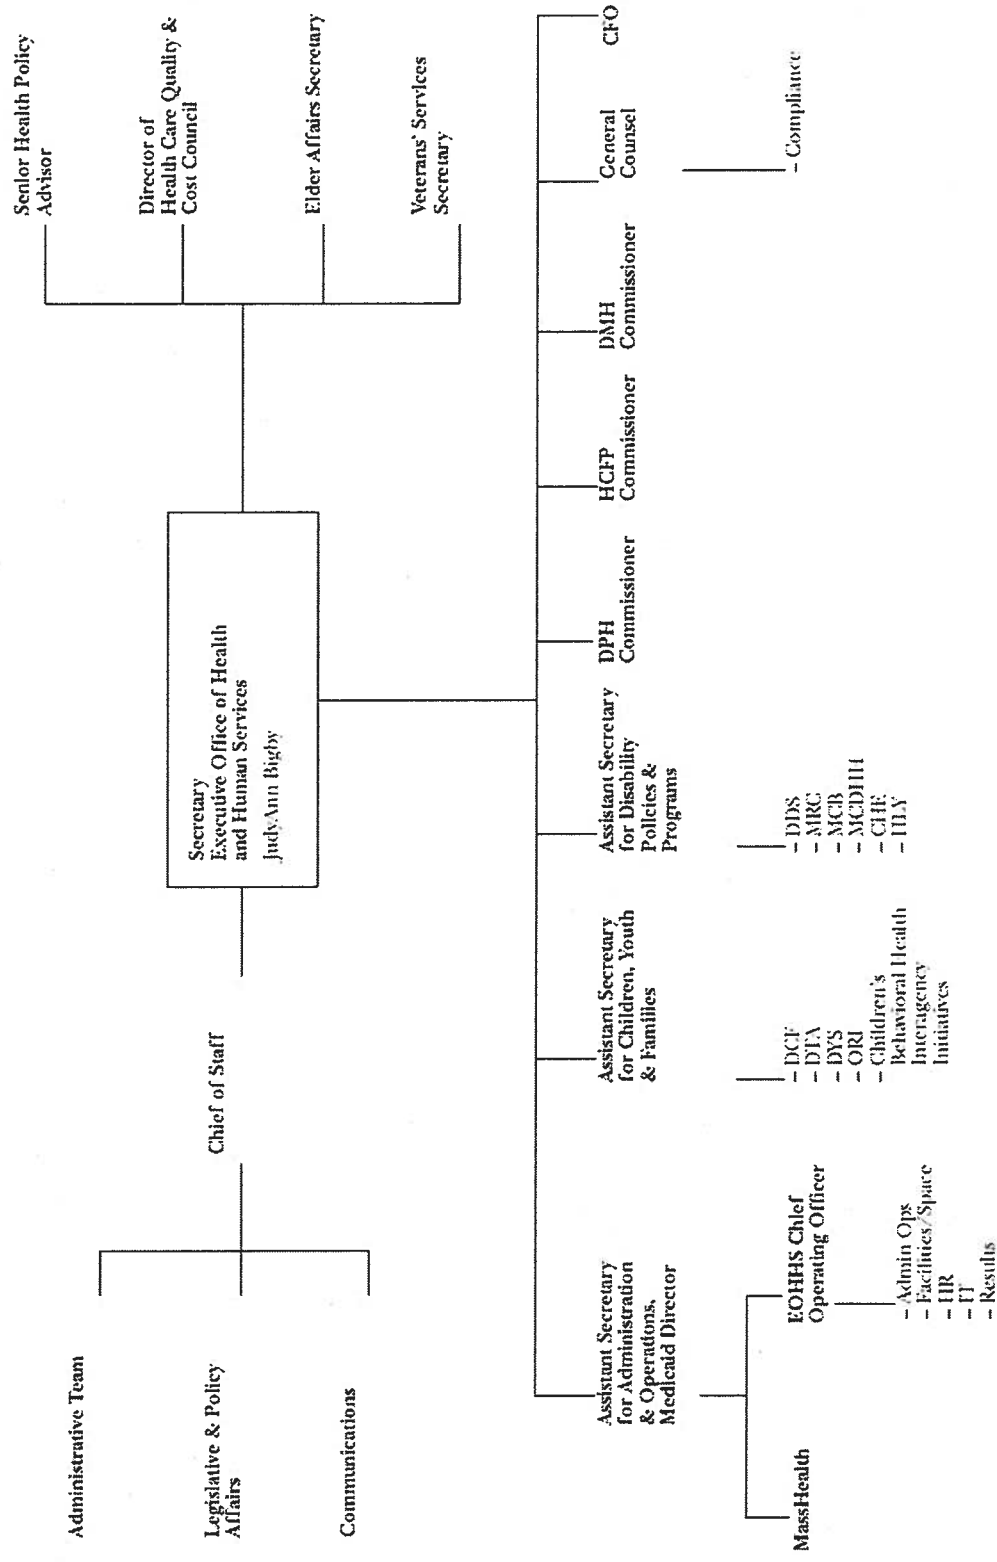 Administrative Team
Legislative & Policy
Affairs
Communications
Chief of Staff
Secretary
Executive Office of Health
and Human Services
JudyAnn Bigby
Senior Health Policy
Advisor
Director of
Health Care Quality &
Cost Council
Elder Affairs Secretary
Veterans' Services
Secretary
Assistant Secretary
for Administration
& Operations,
Medicaid Director
MassHealth
EOHHS Chief
Operating Officer
- Admin Ops
- Facilities/Space
- HR
- IT
- Results
Assistant Secretary
for Children, Youth
& Families
- DCF
- DTA
- DYS
- ORI
- Children's
Behavioral Health
Interagency
Initiatives
Assistant Secretary
for Disability
Policies &
Programs
- DDS
- MRC
- MCB
- MCDHH
- CHE
- HLY
DPH
Commissioner
HCFP
Commissioner
DMH
Commissioner
General
Counsel
- Compliance
CFO